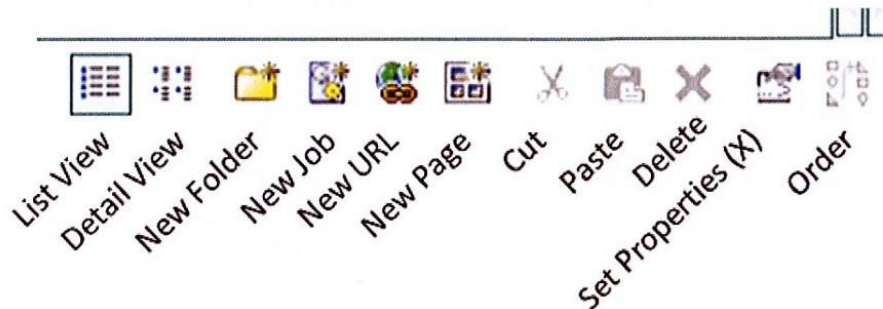 List View
Detail View
New Folder
New Job
New URL
New Page
Cut
Paste
Delete
Set Properties (X)
Order